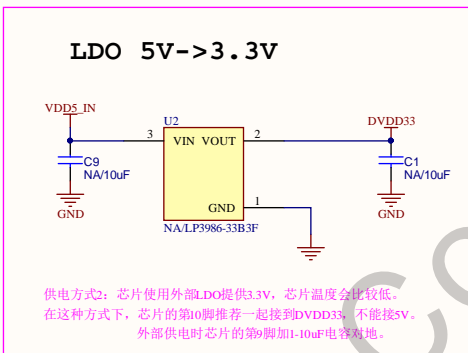 LDO 5V->3.3V
VDD5_IN
U2
DVDD33
3
VIN VOUT
2
C9
NA/10uF
C1
NA/10uF
GND
1
GND
GND
NA/LP3986-33B3F
供电方式2：芯片使用外部LDO提供3.3V，芯片温度会比较低。
在这种方式下，芯片的第10脚推荐一起接到DVDD33，不能接5V。
外部供电时芯片的第9脚加1-10uF电容对地。